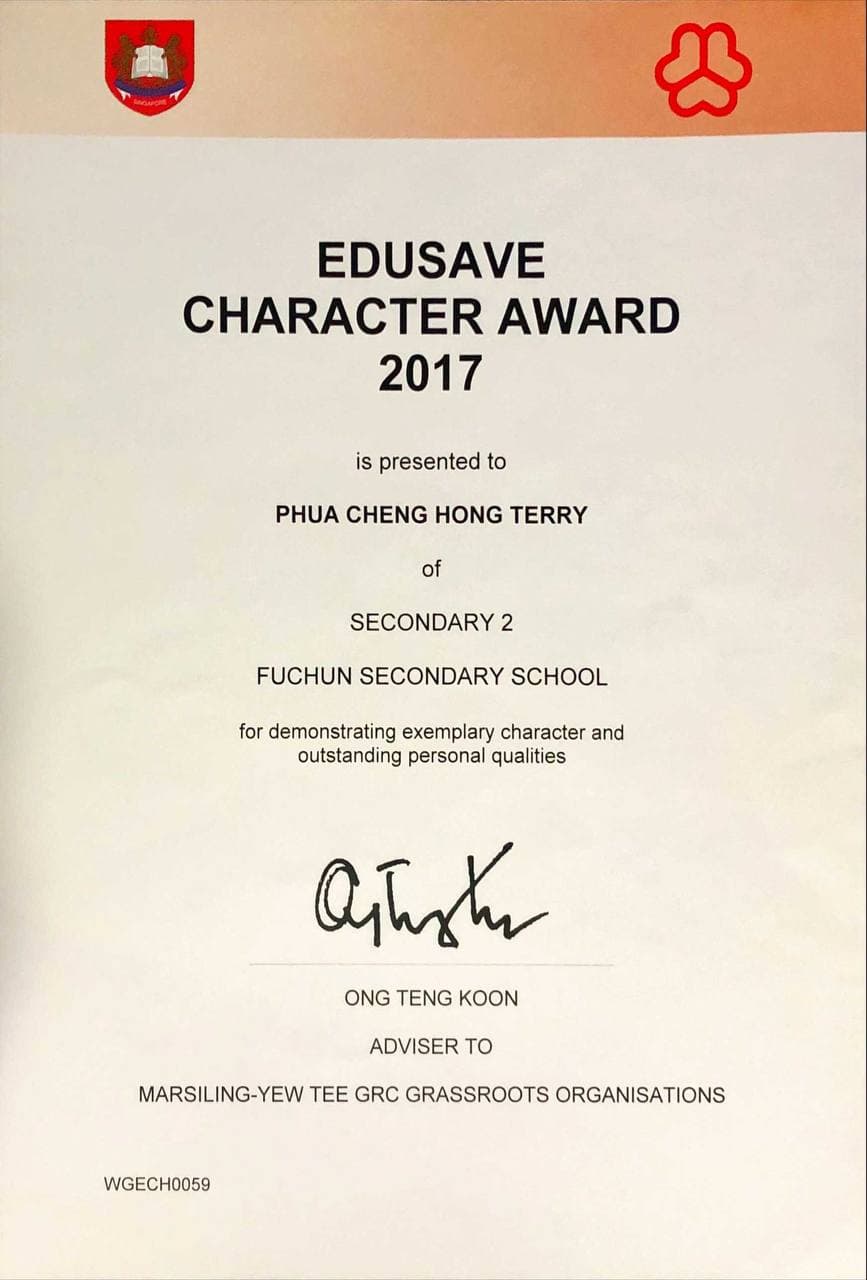 SINGAPORE
EDUSAVE
CHARACTER AWARD
2017
is presented to
PHUA CHENG HONG TERRY
of
SECONDARY 2
FUCHUN SECONDARY SCHOOL
for demonstrating exemplary character and
outstanding personal qualities
ONG TENG KOON
ADVISER TO
MARSILING-YEW TEE GRC GRASSROOTS ORGANISATIONS
WGECH0059